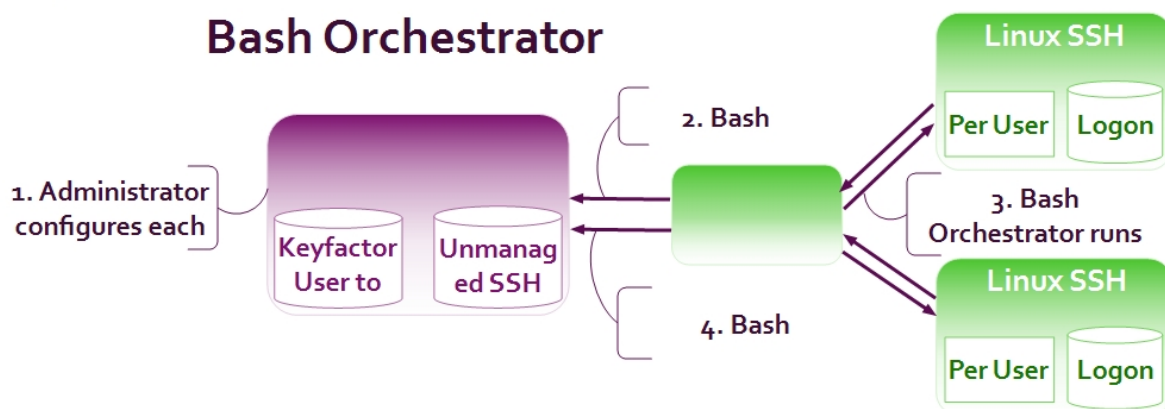 Bash Orchestrator
1. Administrator
configures each
Keyfactor
User to
Unmanag
ed SSH
2. Bash
4. Bash
Linux SSH
Per User
Logon
3. Bash
Orchestrator runs
Linux SSH
Per User
Logon